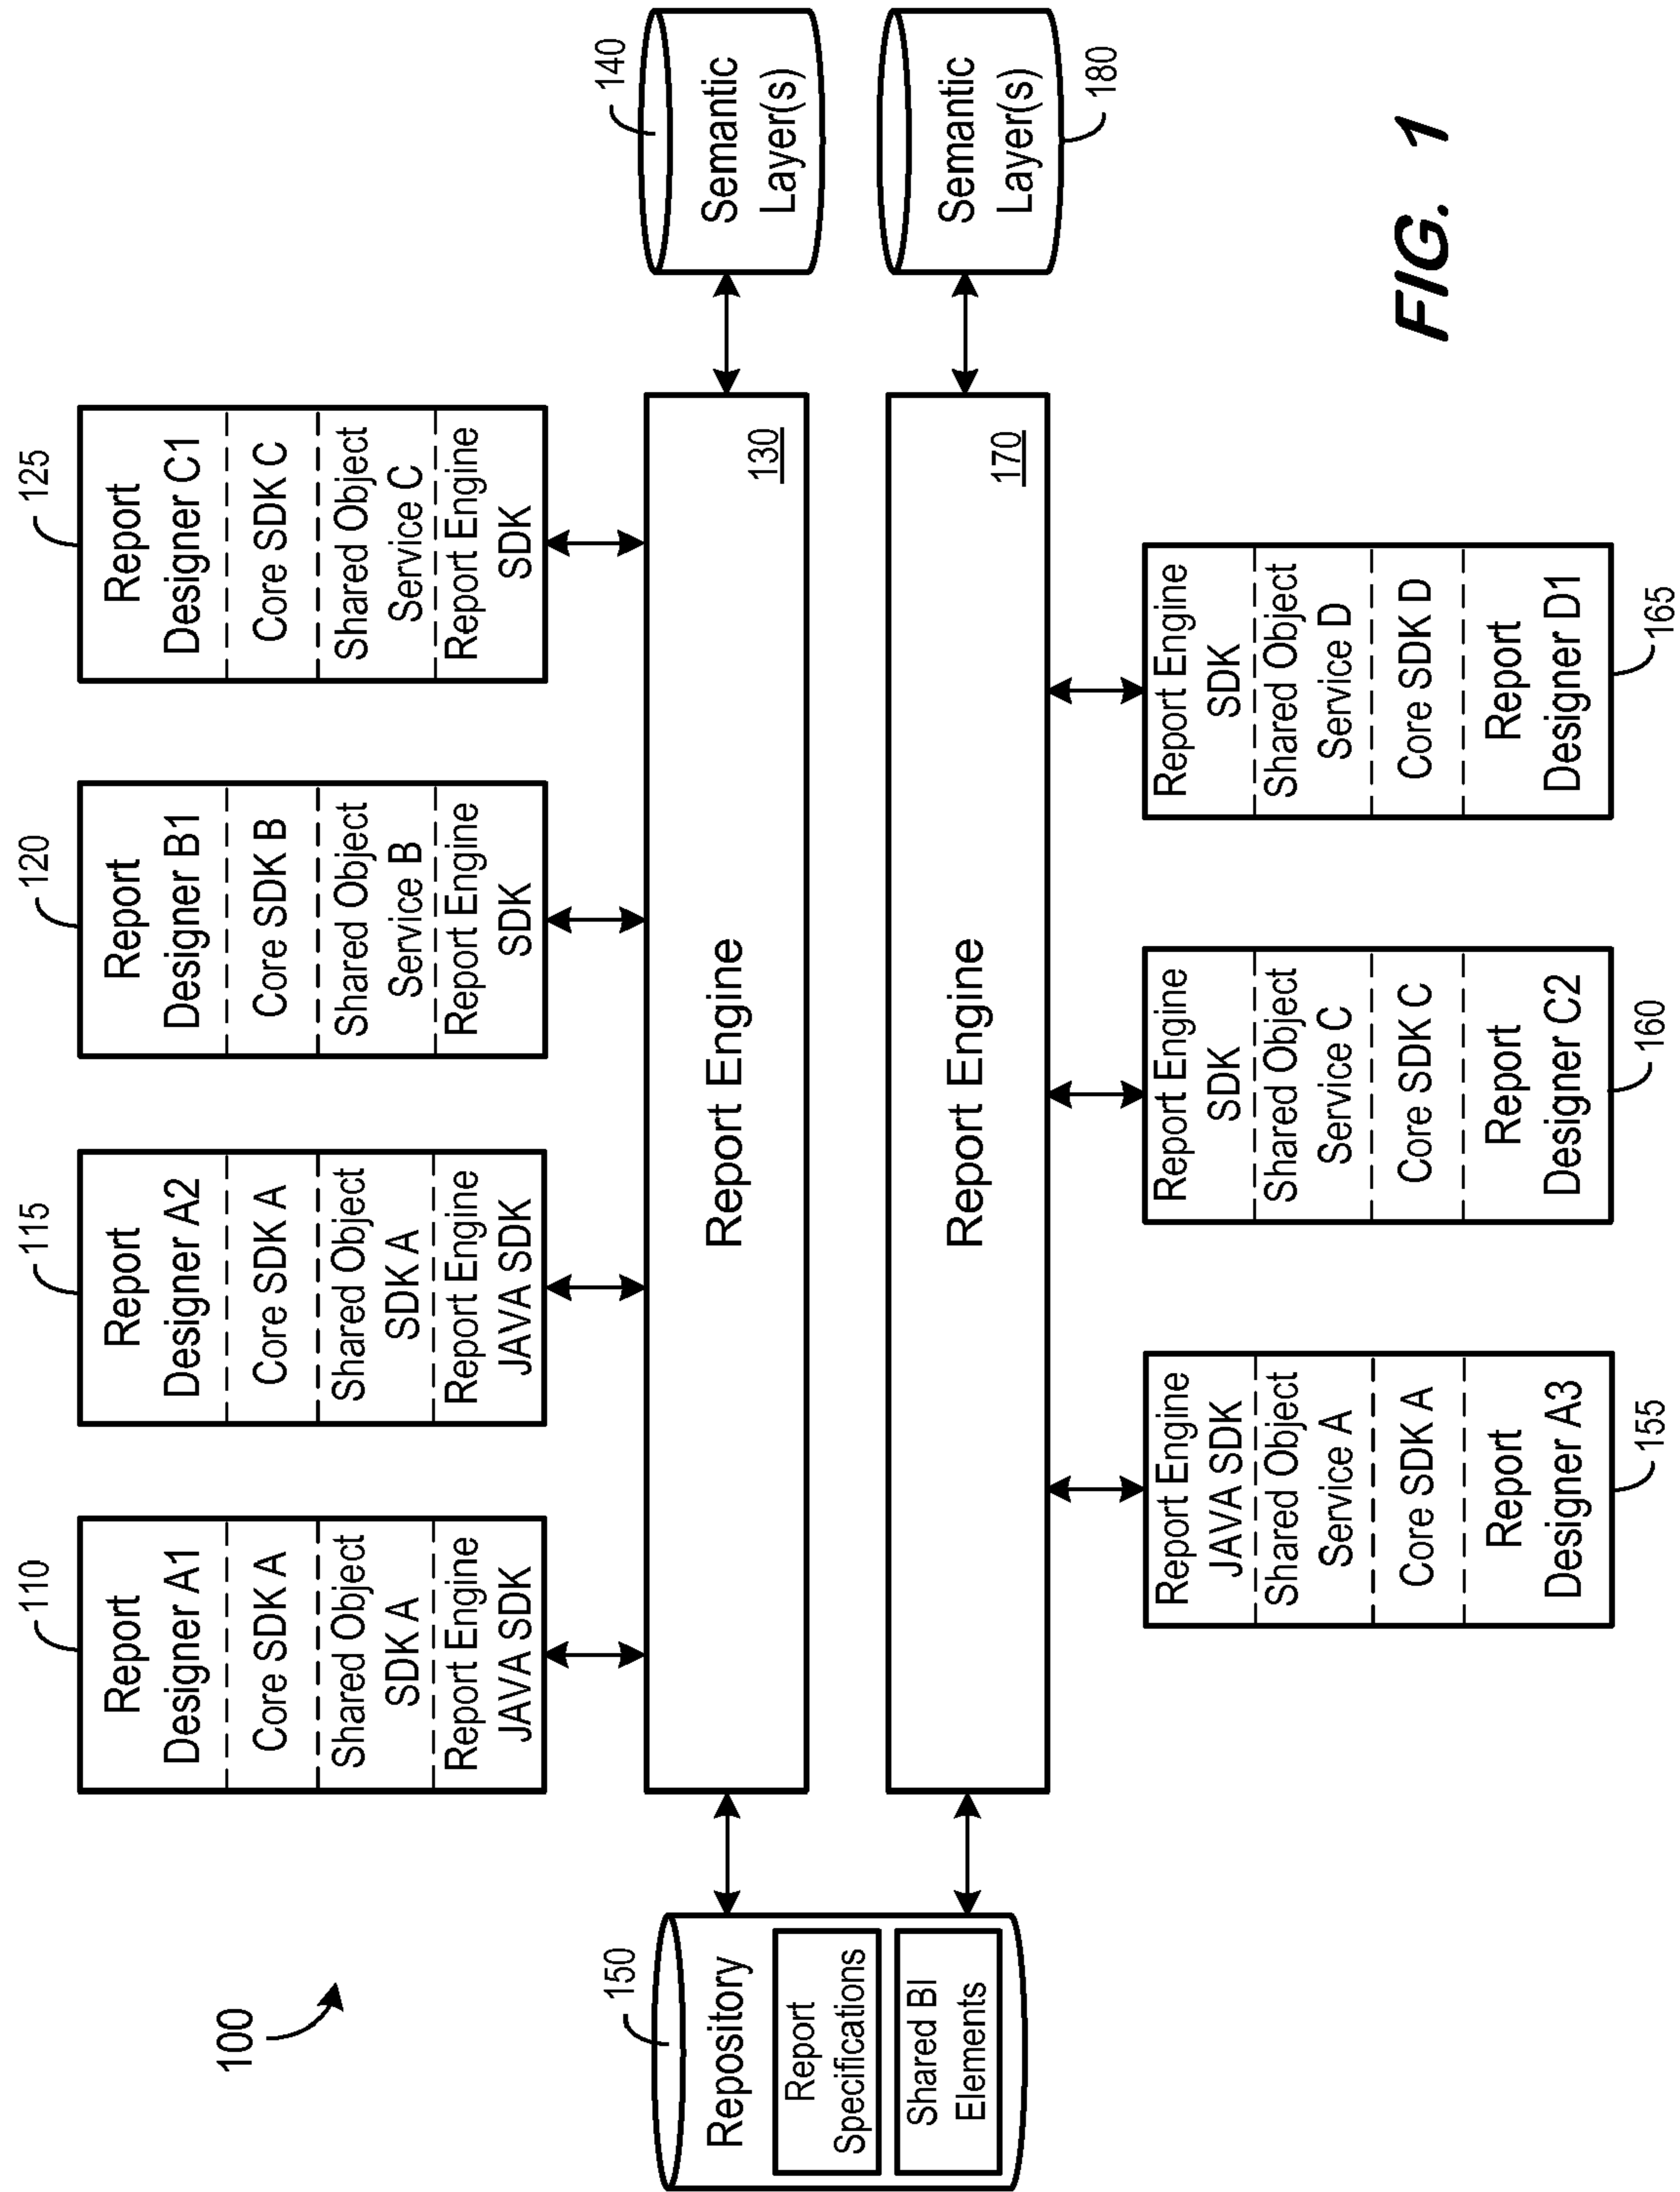 100
110
Report
Designer A1
Core SDK A
Shared Object
SDK A
Report Engine
JAVA SDK
115
Report
Designer A2
Core SDK A
Shared Object
SDK A
Report Engine
JAVA SDK
120
Report
Designer B1
Core SDK B
Shared Object
Service B
Report Engine
SDK
125
Report
Designer C1
Core SDK C
Shared Object
Service C
Report Engine
SDK
150
Repository
Report
Specifications
Shared BI
Elements
Report Engine
130
140
Semantic
Layer(s)
Report Engine
170
Semantic
Layer(s)
180
Report Engine
JAVA SDK
Shared Object
Service A
Core SDK A
Report
Designer A3
155
Report Engine
SDK
Shared Object
Service C
Core SDK C
Report
Designer C2
160
Report Engine
SDK
Shared Object
Service D
Core SDK D
Report
Designer D1
165
FIG. 1